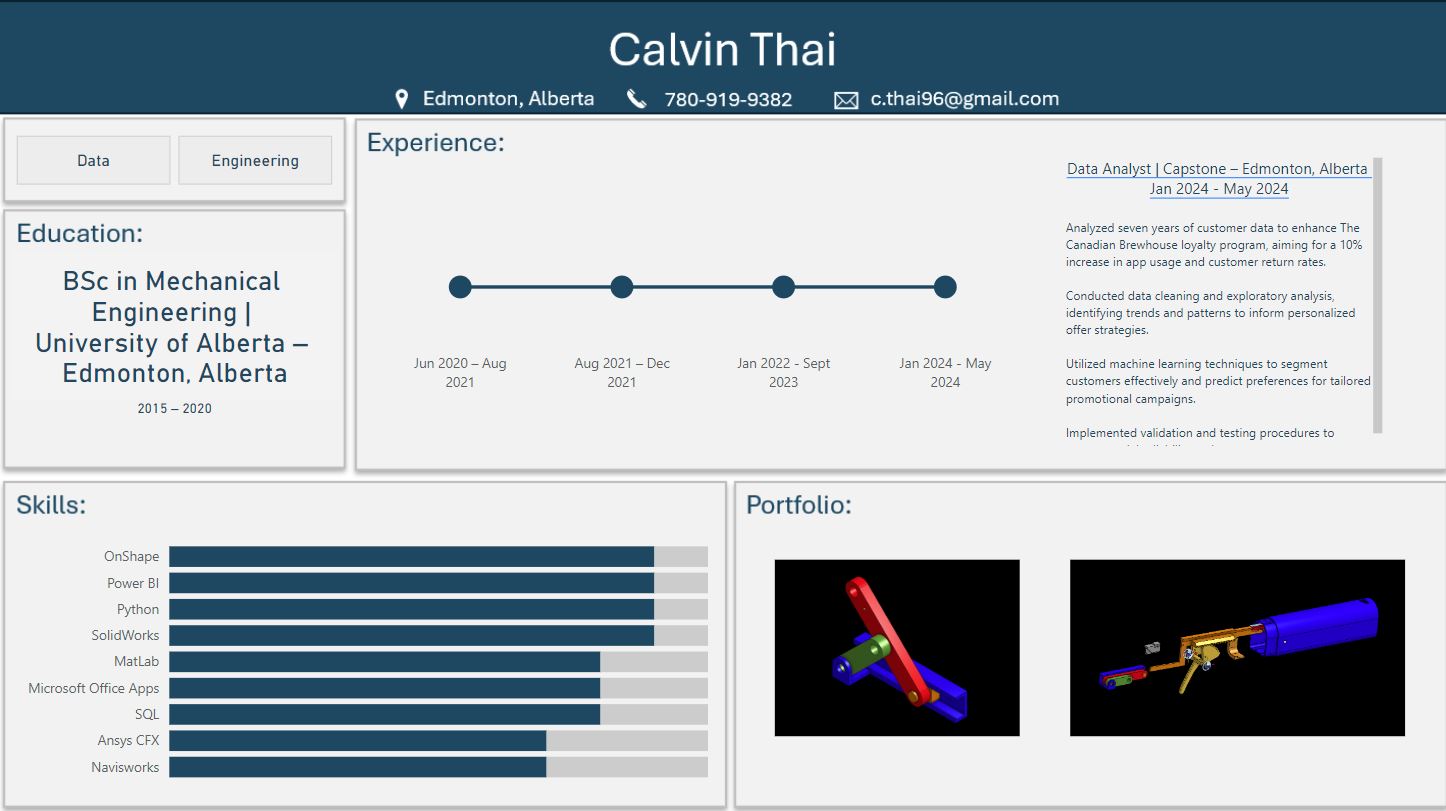 Calvin Thai
Edmonton, Alberta 780-919-9382 c.thai96@gmail.com
Data
Engineering
Education:
BSc in Mechanical
Engineering |
University of Alberta –
Edmonton, Alberta
2015 – 2020
Experience:
Jun 2020 – Aug
2021
Aug 2021 – Dec
2021
Jan 2022 - Sept
2023
Jan 2024 - May
2024
Data Analyst | Capstone – Edmonton, Alberta
Jan 2024 - May 2024
Analyzed seven years of customer data to enhance The
Canadian Brewhouse loyalty program, aiming for a 10%
increase in app usage and customer return rates.
Conducted data cleaning and exploratory analysis,
identifying trends and patterns to inform personalized
offer strategies.
Utilized machine learning techniques to segment
customers effectively and predict preferences for tailored
promotional campaigns.
Implemented validation and testing procedures to
Skills:
OnShape
Power BI
Python
SolidWorks
MatLab
Microsoft Office Apps
SQL
Ansys CFX
Navisworks
Portfolio: